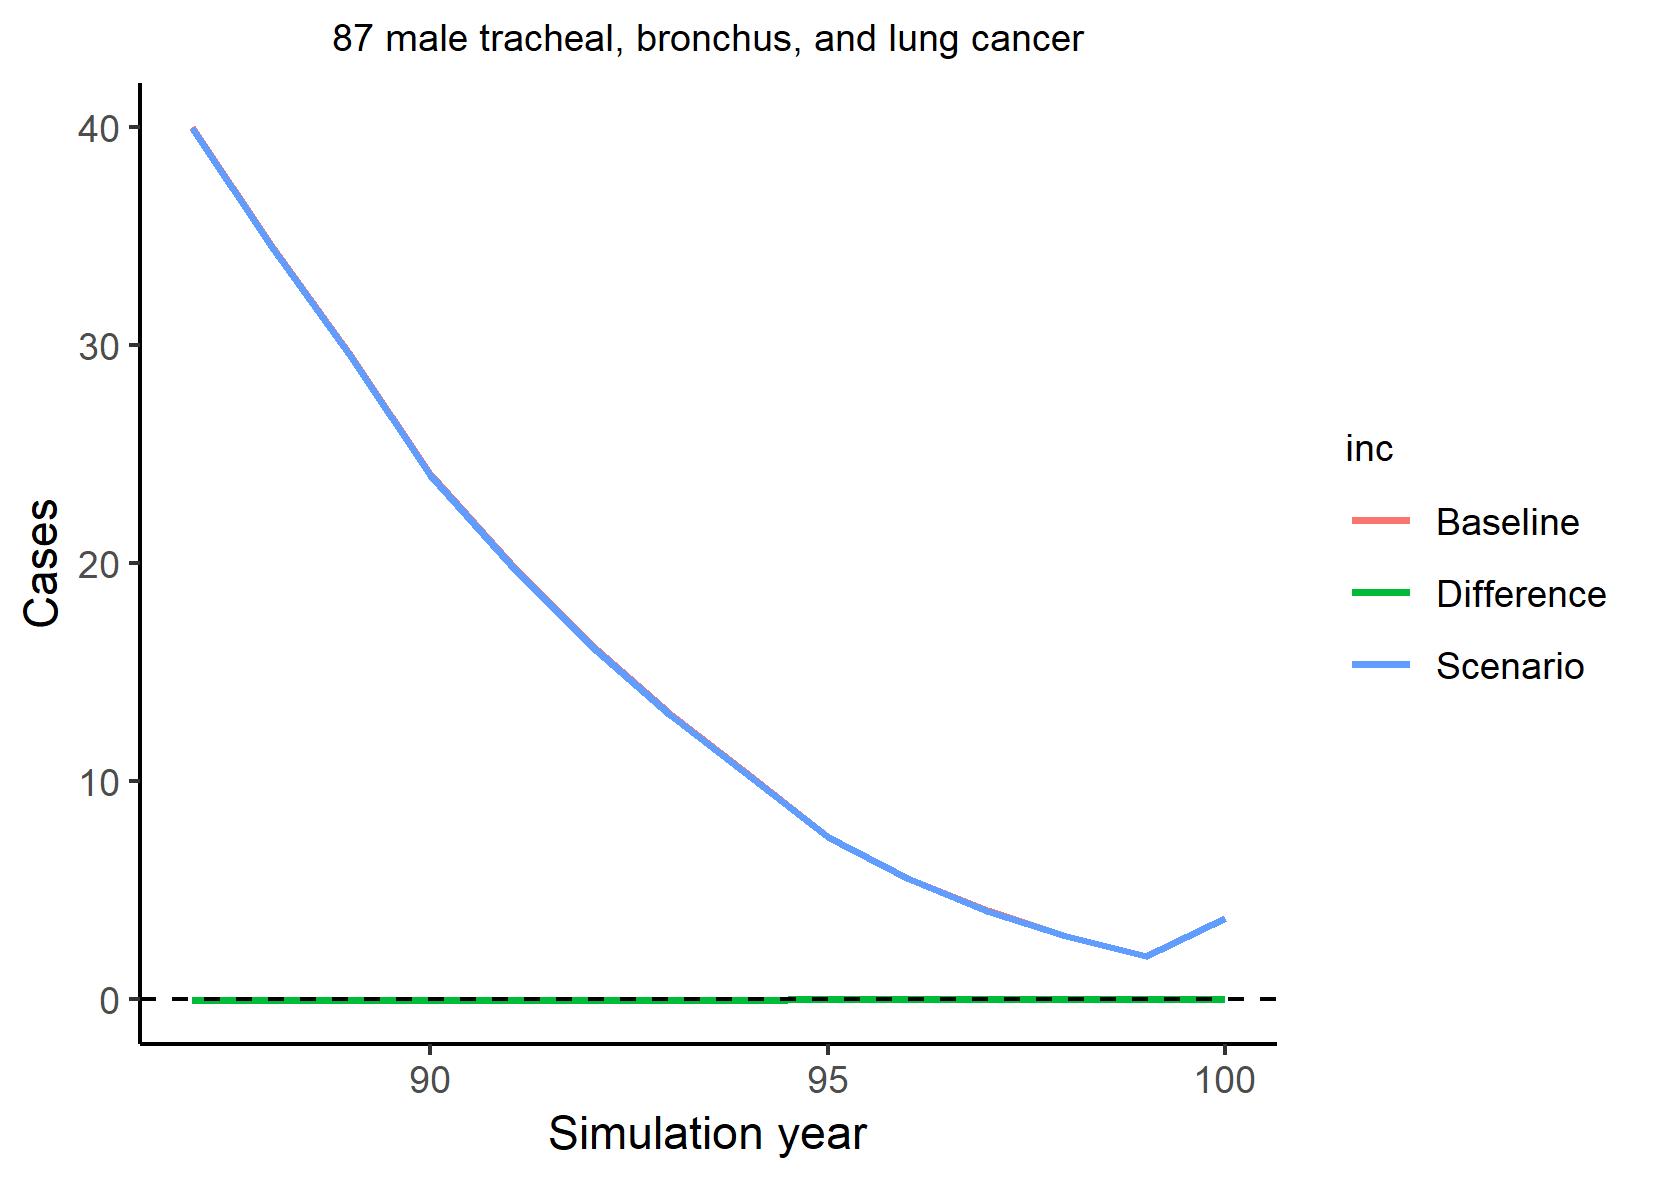 87 male tracheal, bronchus, and lung cancer
40
30
20
10
0
Cases
90
95
100
Simulation year
inc
Baseline
Difference
Scenario